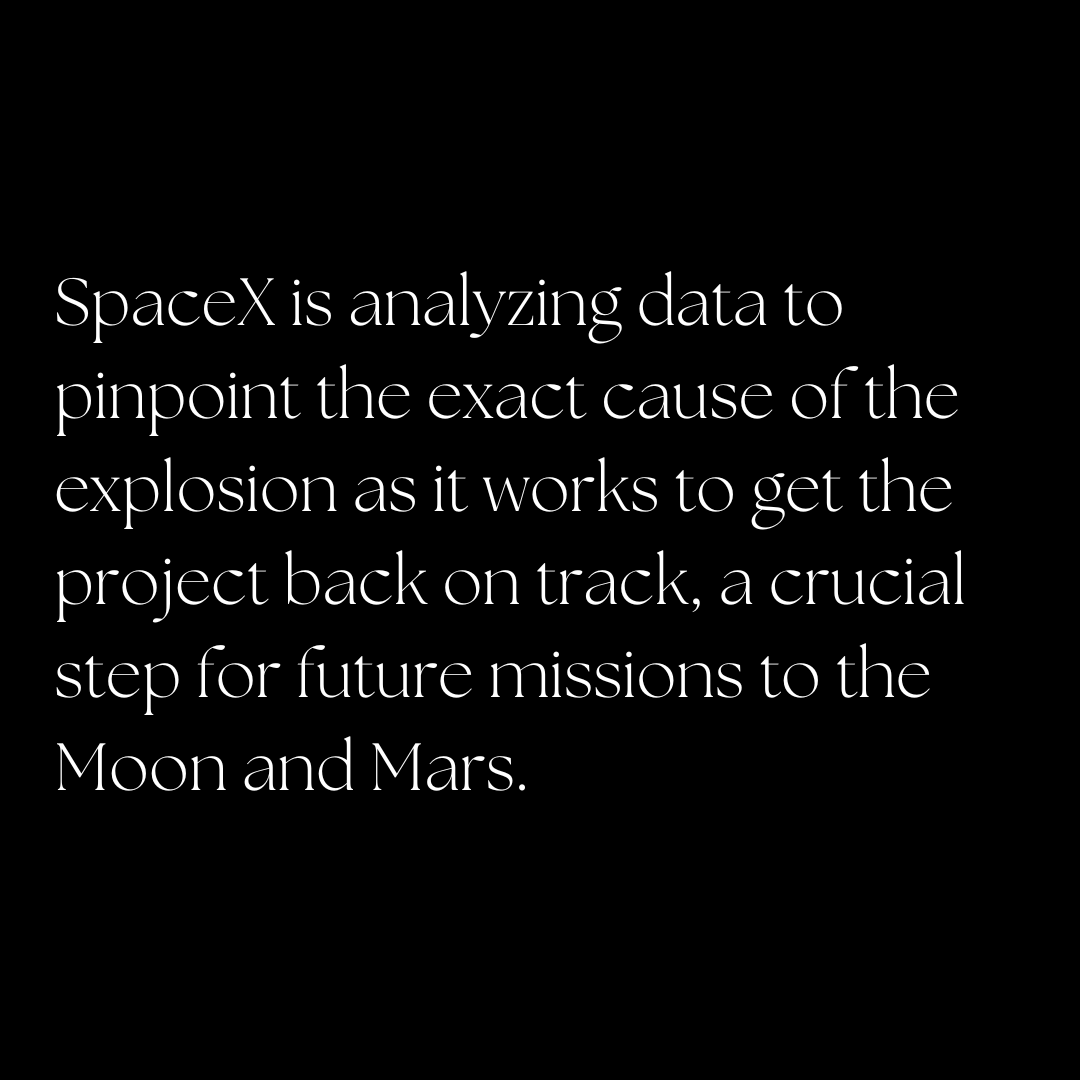 SpaceX is analyzing data to
pinpoint the exact cause of the
explosion as it works to get the
project back on track, a crucial
step for future missions to the
Moon and Mars.